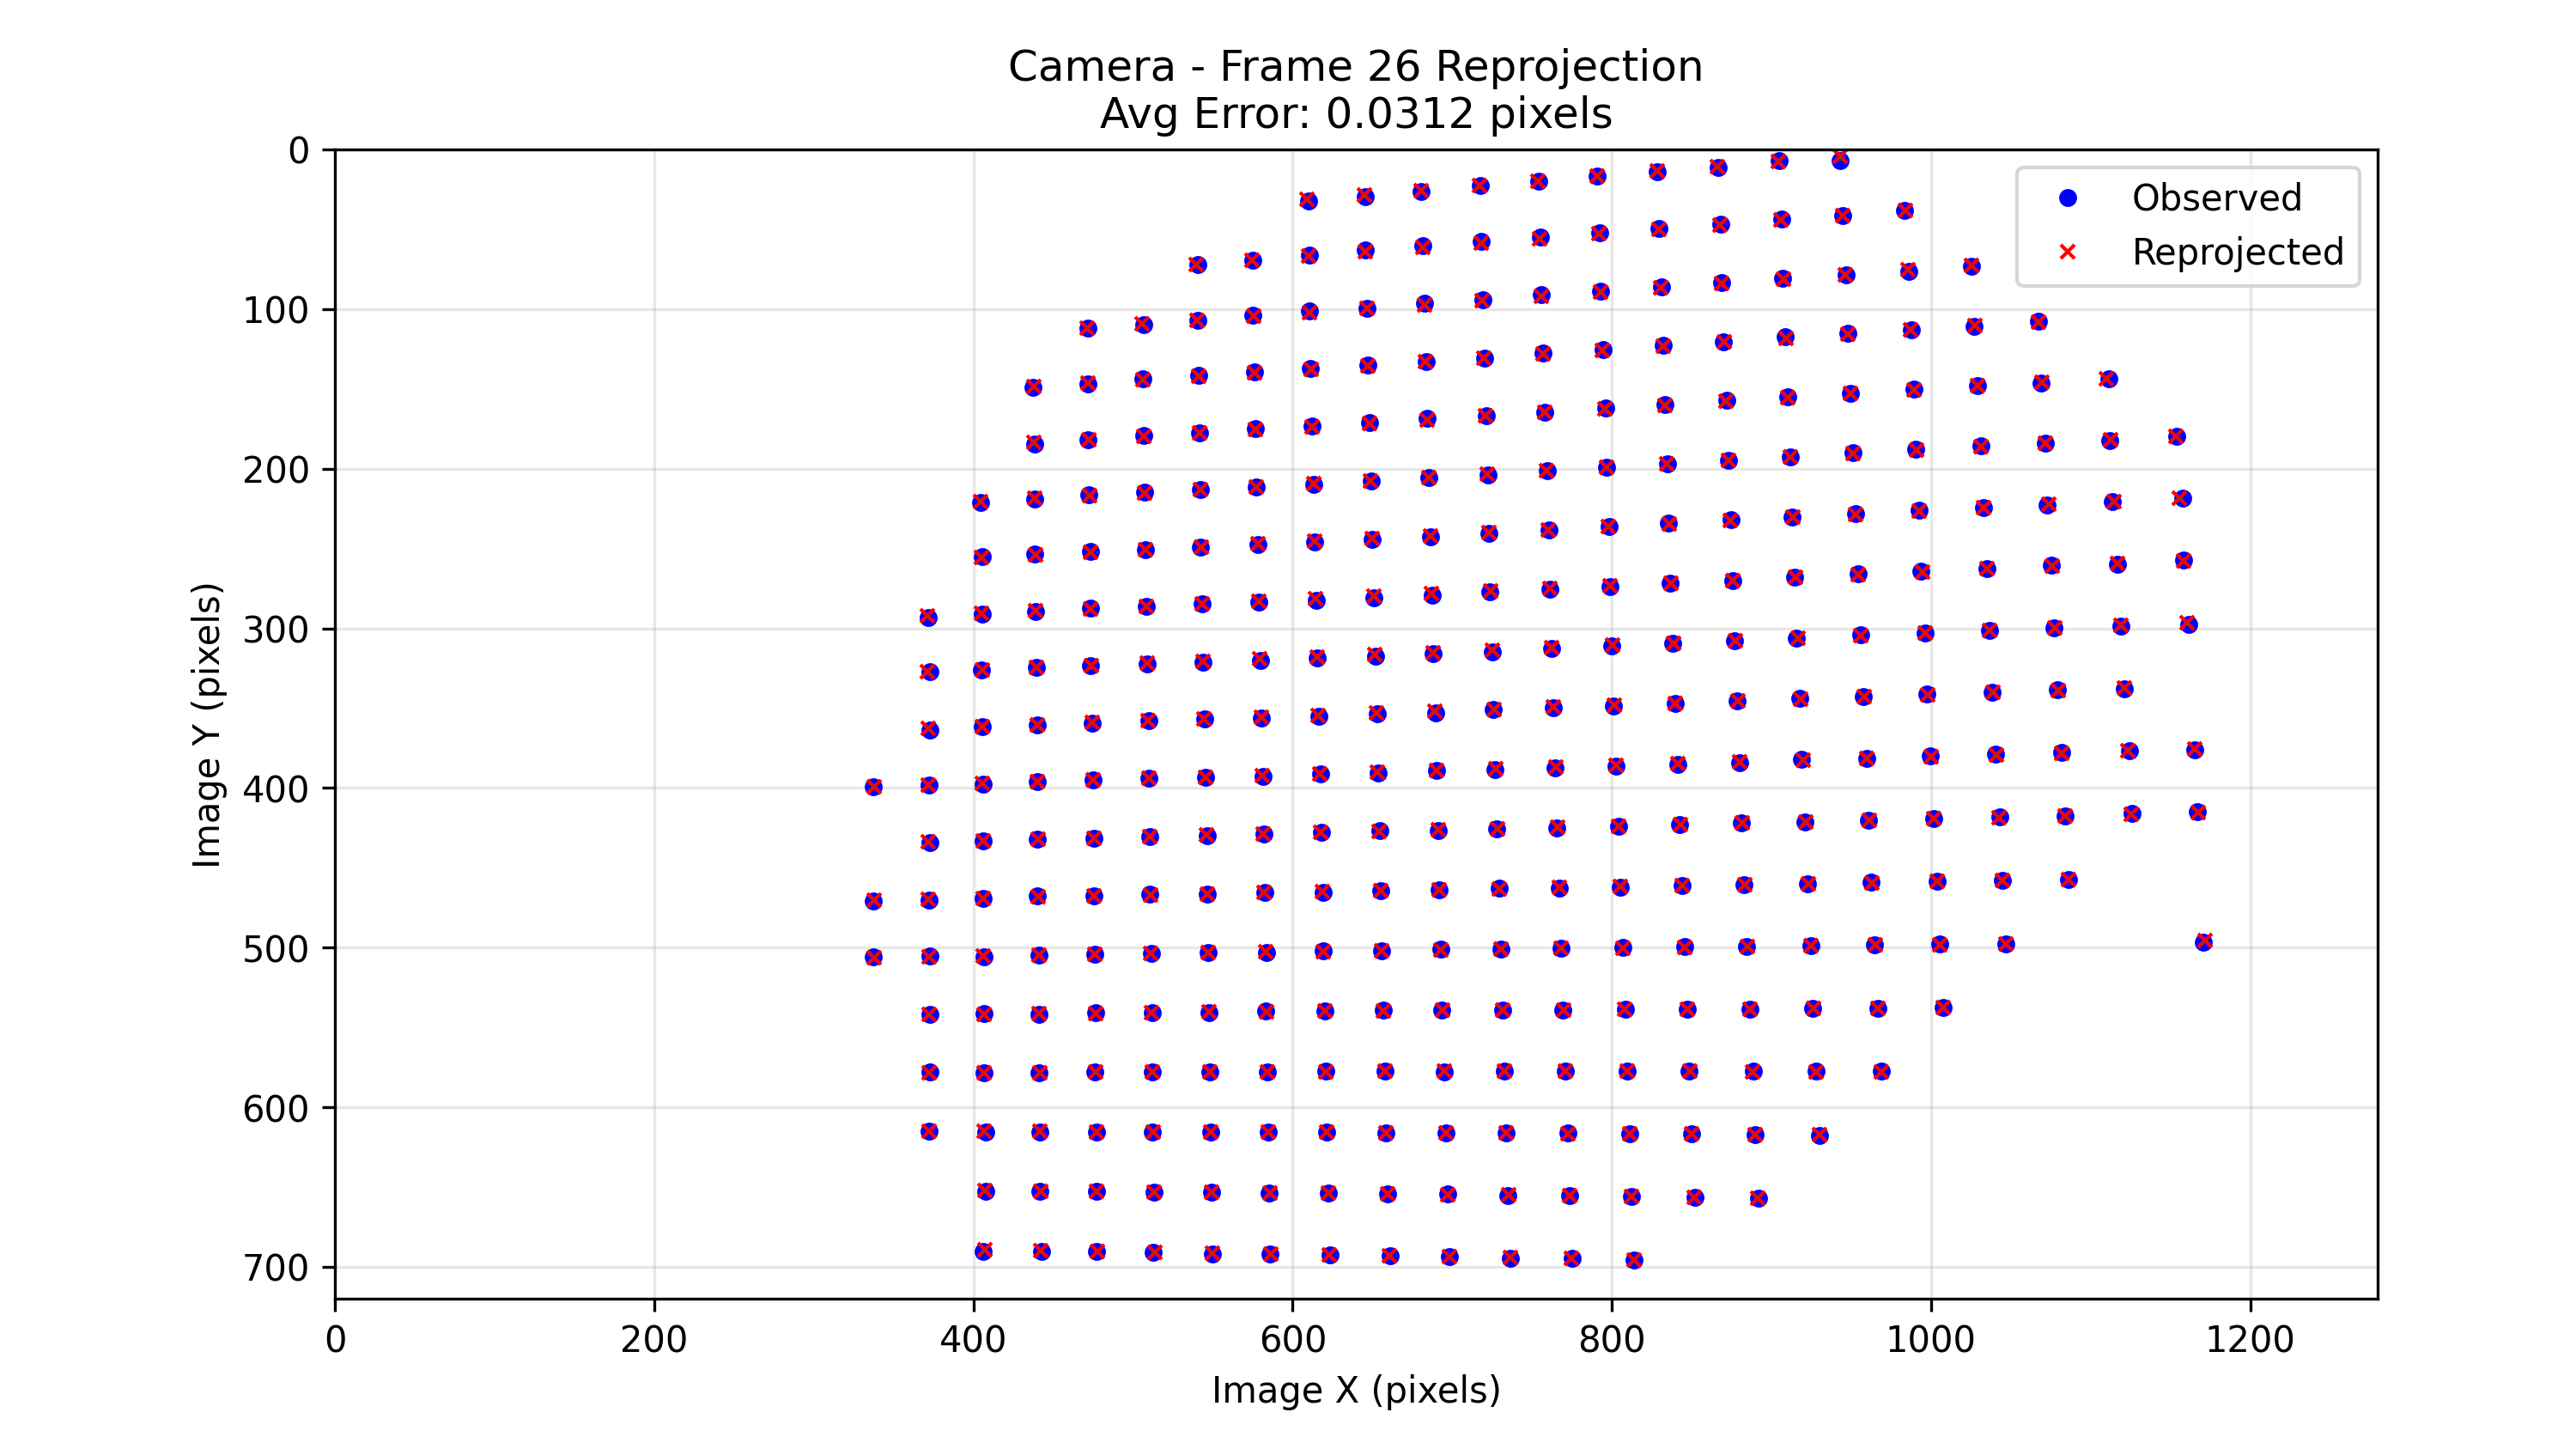 Camera - Frame 26 Reprojection
Avg Error: 0.0312 pixels
Observed
Reprojected
0
100
200
300
400
500
600
700
Image Y (pixels)
0 200 400 600 800 1000 1200
Image X (pixels)